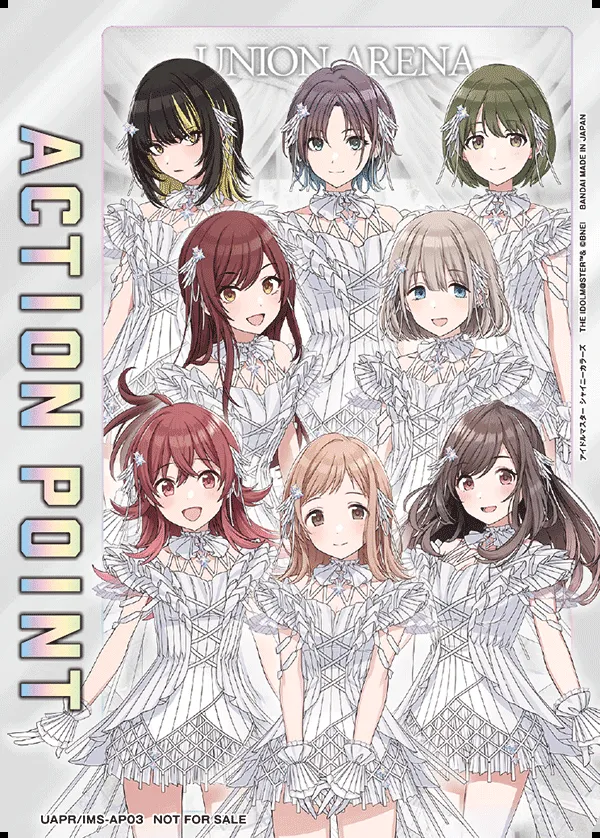 UNION ARENA
ACTION POINT
アイドルマスター シャイニーカラーズ THE IDOLM@STER™& ©BNEI BANDAI MADE IN JAPAN
UAPR/IMS-AP03 NOT FOR SALE